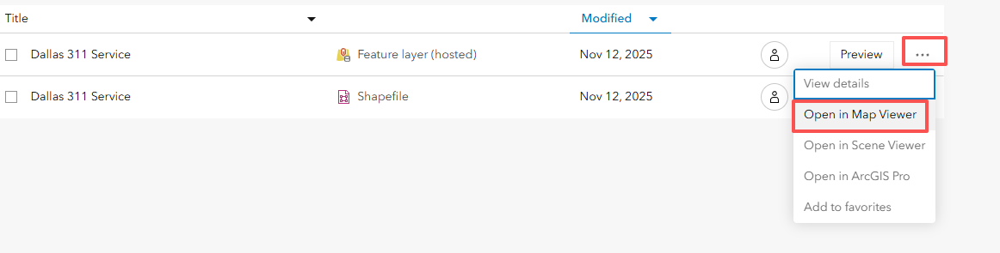 Title Modified
Dallas 311 Service Feature layer (hosted) Nov 12, 2025 Preview ...
Dallas 311 Service Shapefile Nov 12, 2025
View details
Open in Map Viewer
Open in Scene Viewer
Open in ArcGIS Pro
Add to favorites